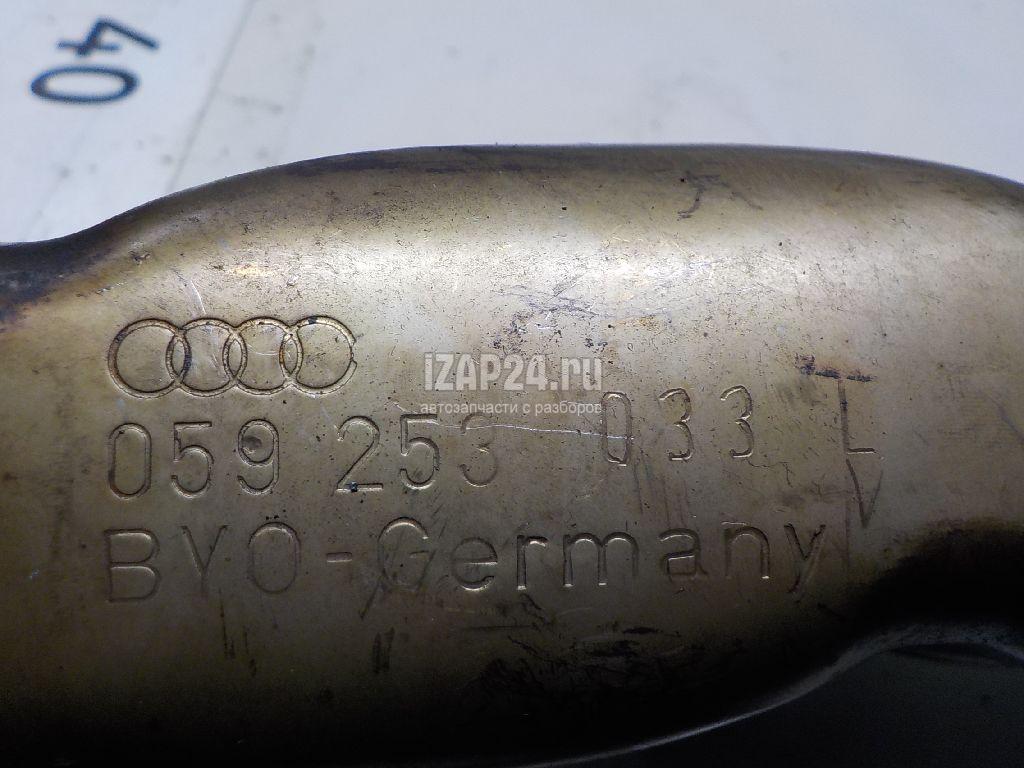 40
iZAP24.ru
автозапчасти с разборов
059 253 033 L
BYO-Germany